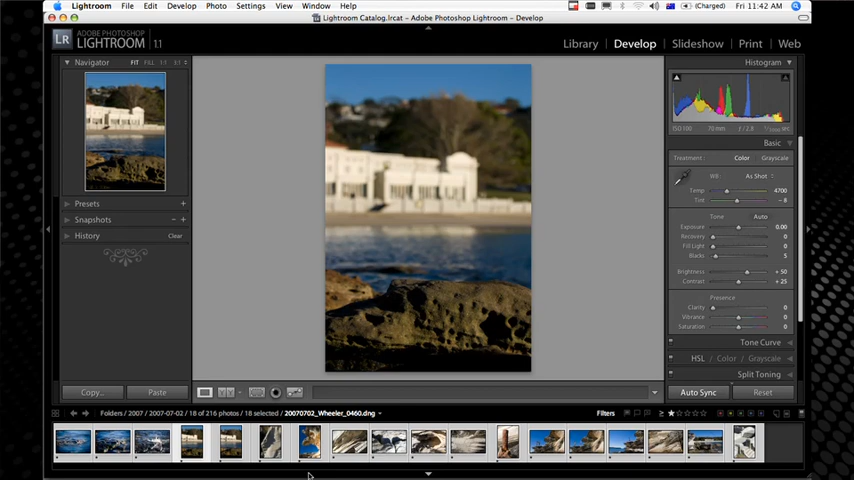 Lightroom File Edit Develop Photo Settings View Window Help (Charged) Fri 11:42 AM
Lightroom Catalog.lrcat – Adobe Photoshop Lightroom – Develop
LR ADOBE PHOTOSHOP
LIGHTROOM 1.1
Library Develop Slideshow Print Web
Navigator FIT FILL 1:1 3:1
Histogram
ISO 100 70 mm f / 2.8
Basic
Treatment: Color Grayscale
WB: As Shot
Temp 4700
Tint – 8
Presets +
Snapshots – +
History Clear
Tone Auto
Exposure 0.00
Recovery 0
Fill Light 0
Blacks 5
Brightness + 50
Contrast + 25
Presence
Clarity 0
Vibrance 0
Saturation 0
Tone Curve
HSL / Color / Grayscale
Split Toning
Copy... Paste
Auto Sync Reset
Folders / 2007 / 2007-07-02 / 18 of 216 photos / 18 selected / 20070702_Wheeler_0460.dng
Filters